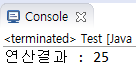 Console
<terminated> Test [Java
연산결과 : 25